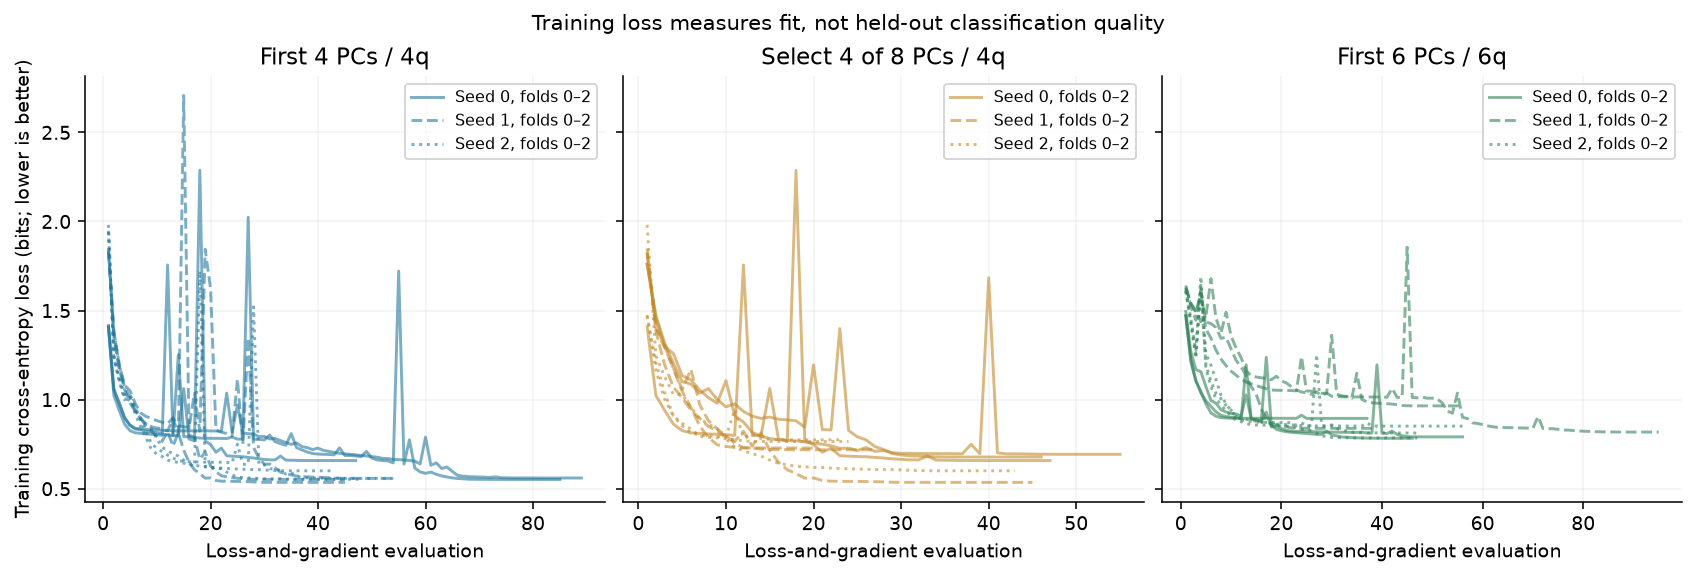 Training loss measures fit, not held-out classification quality
First 4 PCs / 4q
Select 4 of 8 PCs / 4q
First 6 PCs / 6q
Training cross-entropy loss (bits; lower is better)
2.5
2.0
1.5
1.0
0.5
Seed 0, folds 0–2
Seed 1, folds 0–2
Seed 2, folds 0–2
0 20 40 60 80
Loss-and-gradient evaluation
Seed 0, folds 0–2
Seed 1, folds 0–2
Seed 2, folds 0–2
0 10 20 30 40 50
Loss-and-gradient evaluation
Seed 0, folds 0–2
Seed 1, folds 0–2
Seed 2, folds 0–2
0 20 40 60 80
Loss-and-gradient evaluation